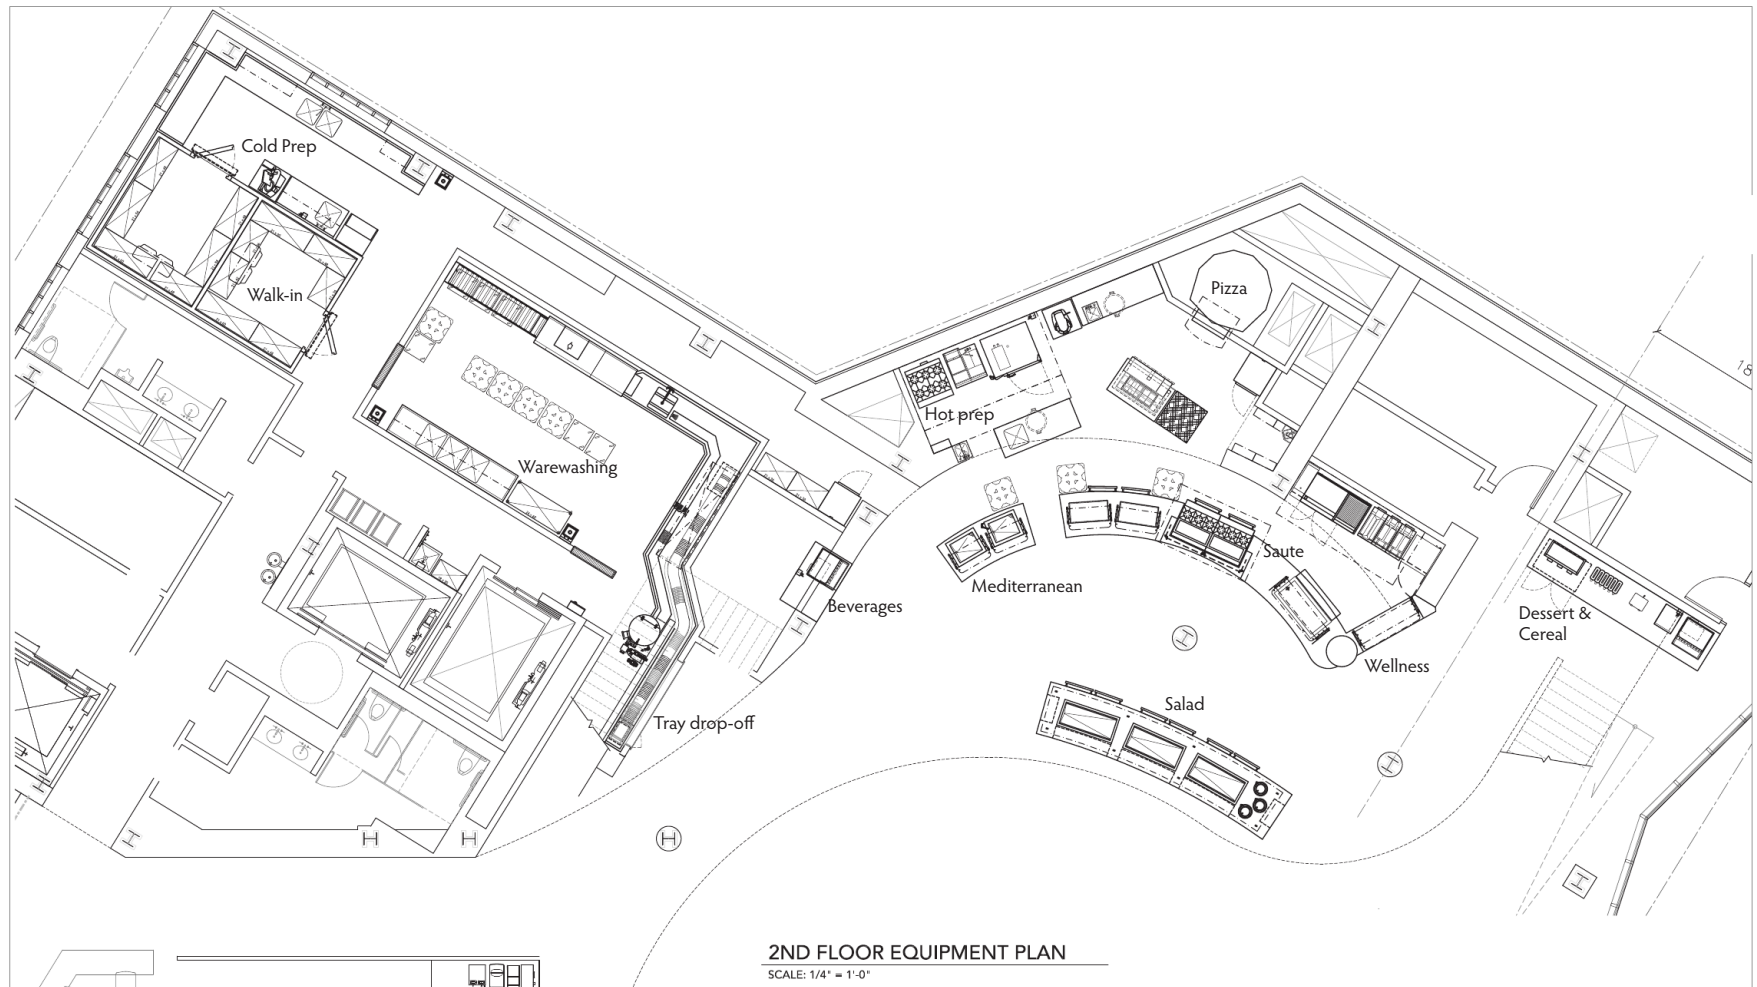 Cold Prep
Walk-in
Pizza
18
Hot prep
Warewashing
Saute
Mediterranean
Beverages
Dessert &
Cereal
Wellness
Salad
Tray drop-off
2ND FLOOR EQUIPMENT PLAN
SCALE: 1/4" = 1'-0"